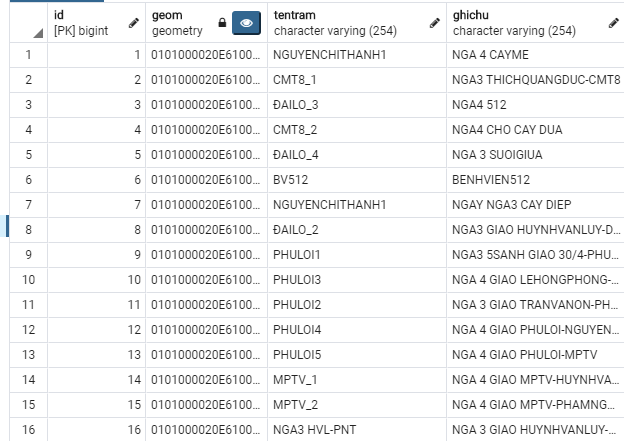 id geom tentram ghichu
[PK] bigint geometry character varying (254) character varying (254)
1 1 0101000020E6100... NGUYENCHITHANH1 NGA 4 CAYME
2 2 0101000020E6100... CMT8_1 NGA3 THICHQUANGDUC-CMT8
3 3 0101000020E6100... ĐAILO_3 NGA4 512
4 4 0101000020E6100... CMT8_2 NGA4 CHO CAY DUA
5 5 0101000020E6100... ĐAILO_4 NGA 3 SUOIGIUA
6 6 0101000020E6100... BV512 BENHVIEN512
7 7 0101000020E6100... NGUYENCHITHANH1 NGAY NGA3 CAY DIEP
8 8 0101000020E6100... ĐAILO_2 NGA3 GIAO HUYNHVANLUY-D...
9 9 0101000020E6100... PHULOI1 NGA3 5SANH GIAO 30/4-PHU...
10 10 0101000020E6100... PHULOI3 NGA 4 GIAO LEHONGPHONG-...
11 11 0101000020E6100... PHULOI2 NGA 3 GIAO TRANVANON-PH...
12 12 0101000020E6100... PHULOI4 NGA 4 GIAO PHULOI-NGUYEN...
13 13 0101000020E6100... PHULOI5 NGA 4 GIAO PHULOI-MPTV
14 14 0101000020E6100... MPTV_1 NGA 4 GIAO MPTV-HUYNHVA...
15 15 0101000020E6100... MPTV_2 NGA 4 GIAO MPTV-PHAMNG...
16 16 0101000020E6100... NGA3 HVL-PNT NGA 3 GIAO HUYNHVANLUY-...